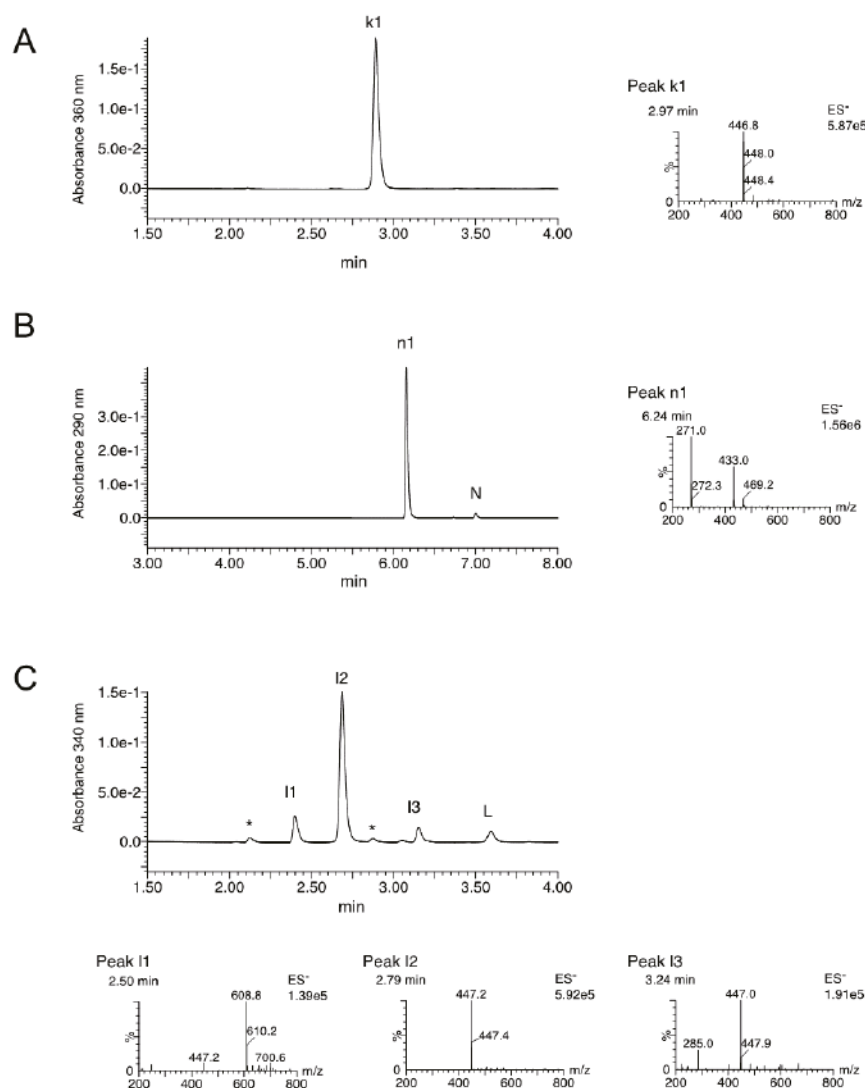 A
k1
Absorbance 360 nm
1.5e-1
1.0e-1
5.0e-2
0.0
1.50 2.00 2.50 3.00 3.50 4.00
min
Peak k1
2.97 min ES-
5.87e5
446.8
448.0
448.4
%
0
200 400 600 800 m/z
B
n1
Absorbance 290 nm
3.0e-1
2.0e-1
1.0e-1
0.0
N
3.00 4.00 5.00 6.00 7.00 8.00
min
Peak n1
6.24 min ES-
1.56e6
271.0
433.0
272.3
469.2
%
0
200 400 600 800 m/z
C
l2
Absorbance 340 nm
1.5e-1
1.0e-1
5.0e-2
0.0
* l1 * l3 L
1.50 2.00 2.50 3.00 3.50 4.00
min
Peak l1
2.50 min ES-
1.39e5
608.8
610.2
447.2
700.6
%
0
200 400 600 800 m/z
Peak l2
2.79 min ES-
5.92e5
447.2
447.4
%
0
200 400 600 800 m/z
Peak l3
3.24 min ES-
1.91e5
447.0
285.0
447.9
%
0
200 400 600 800 m/z